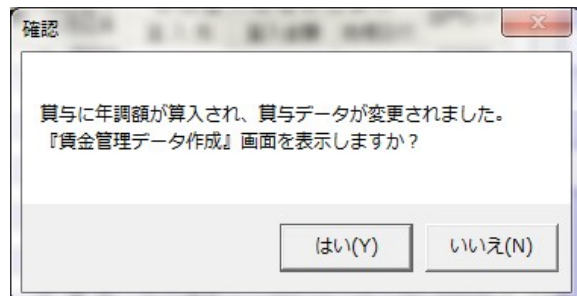 確認
賞与に年調額が算入され、賞与データが変更されました。
『賃金管理データ作成』画面を表示しますか？
はい(Y)
いいえ(N)